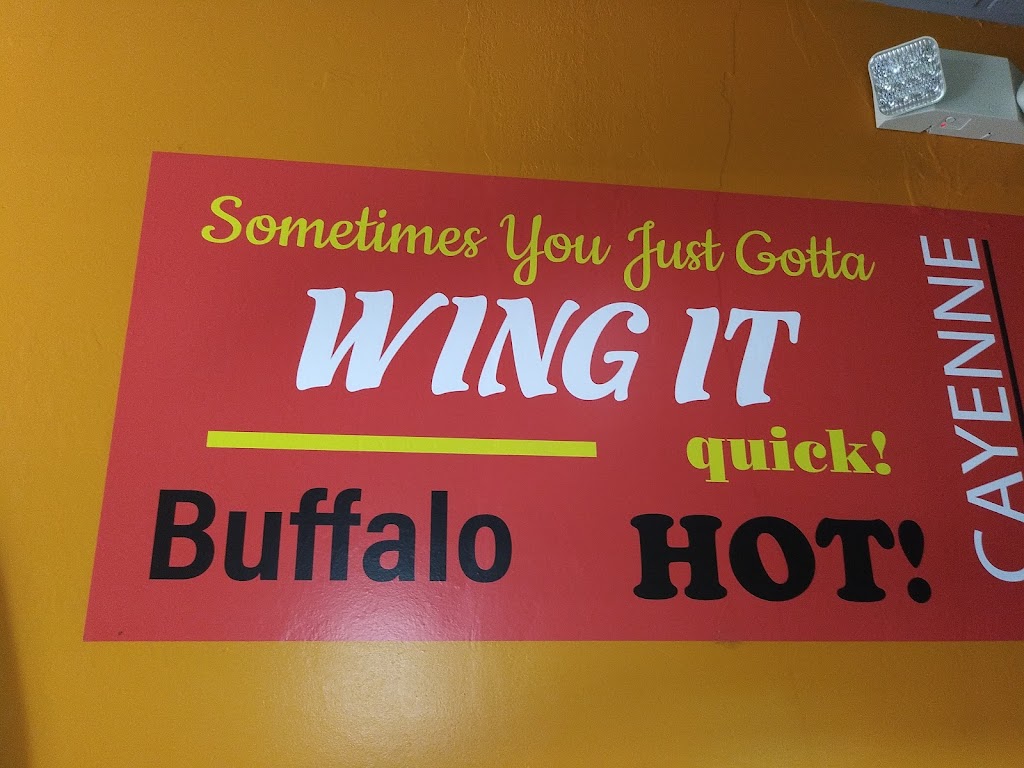 Sometimes You Just Gotta
WING IT
quick!
Buffalo
HOT!
CAYENNE